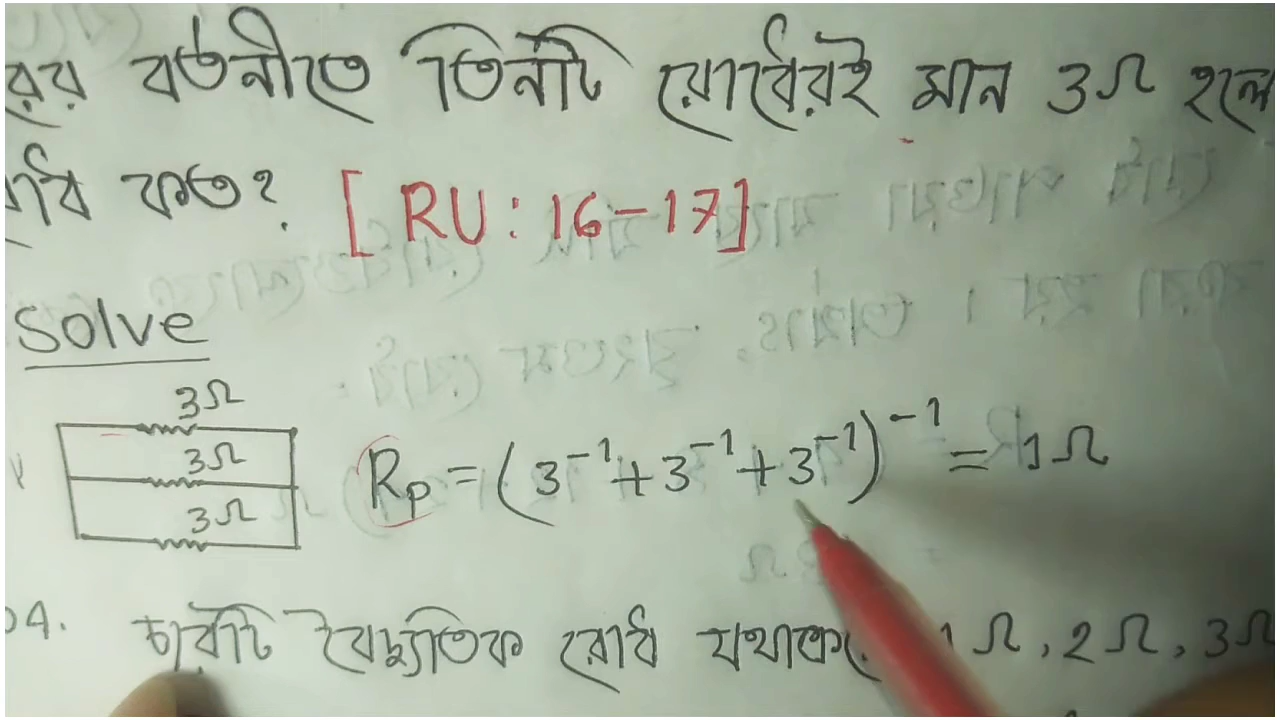 বর্তনীতে তিনটি রোধেরই মান 3Ω হলে
কত? [RU: 16-17]
Solve
3Ω
3Ω
3Ω
Rₚ = (3⁻¹ + 3⁻¹ + 3⁻¹)⁻¹ = 1Ω
04. চারটি বৈদ্যুতিক রোধ যথাক্রমে 1Ω, 2Ω, 3Ω